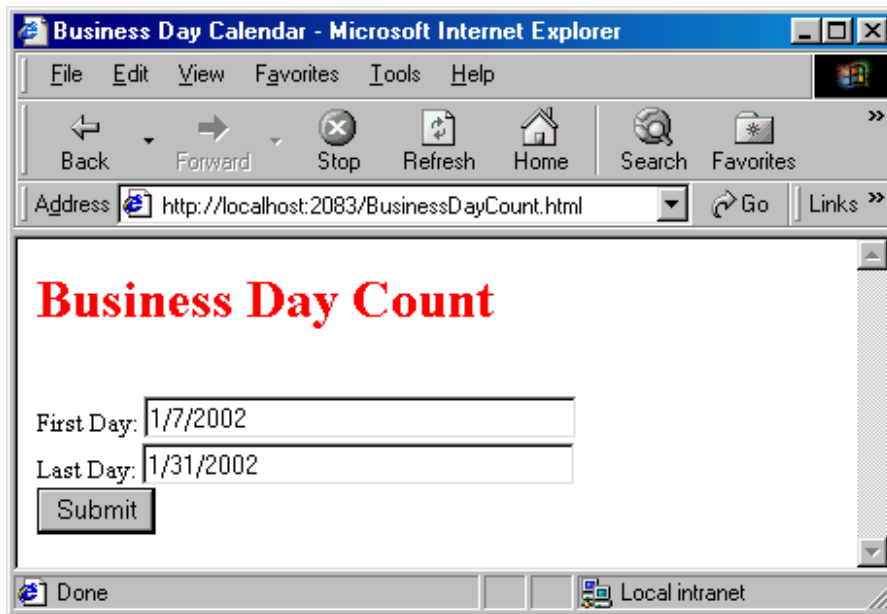 Business Day Calendar - Microsoft Internet Explorer
File Edit View Favorites Tools Help
Back Forward Stop Refresh Home Search Favorites »
Address http://localhost:2083/BusinessDayCount.html Go Links »
Business Day Count
First Day: 1/7/2002
Last Day: 1/31/2002
Submit
Done Local intranet